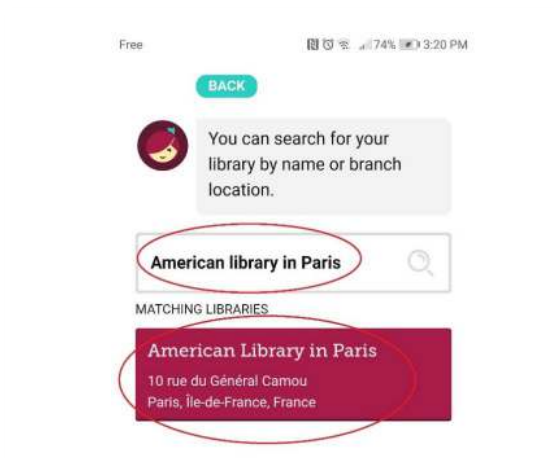 Free 74% 3:20 PM
BACK
You can search for your
library by name or branch
location.
American library in Paris
MATCHING LIBRARIES
American Library in Paris
10 rue du Général Camou
Paris, Île-de-France, France